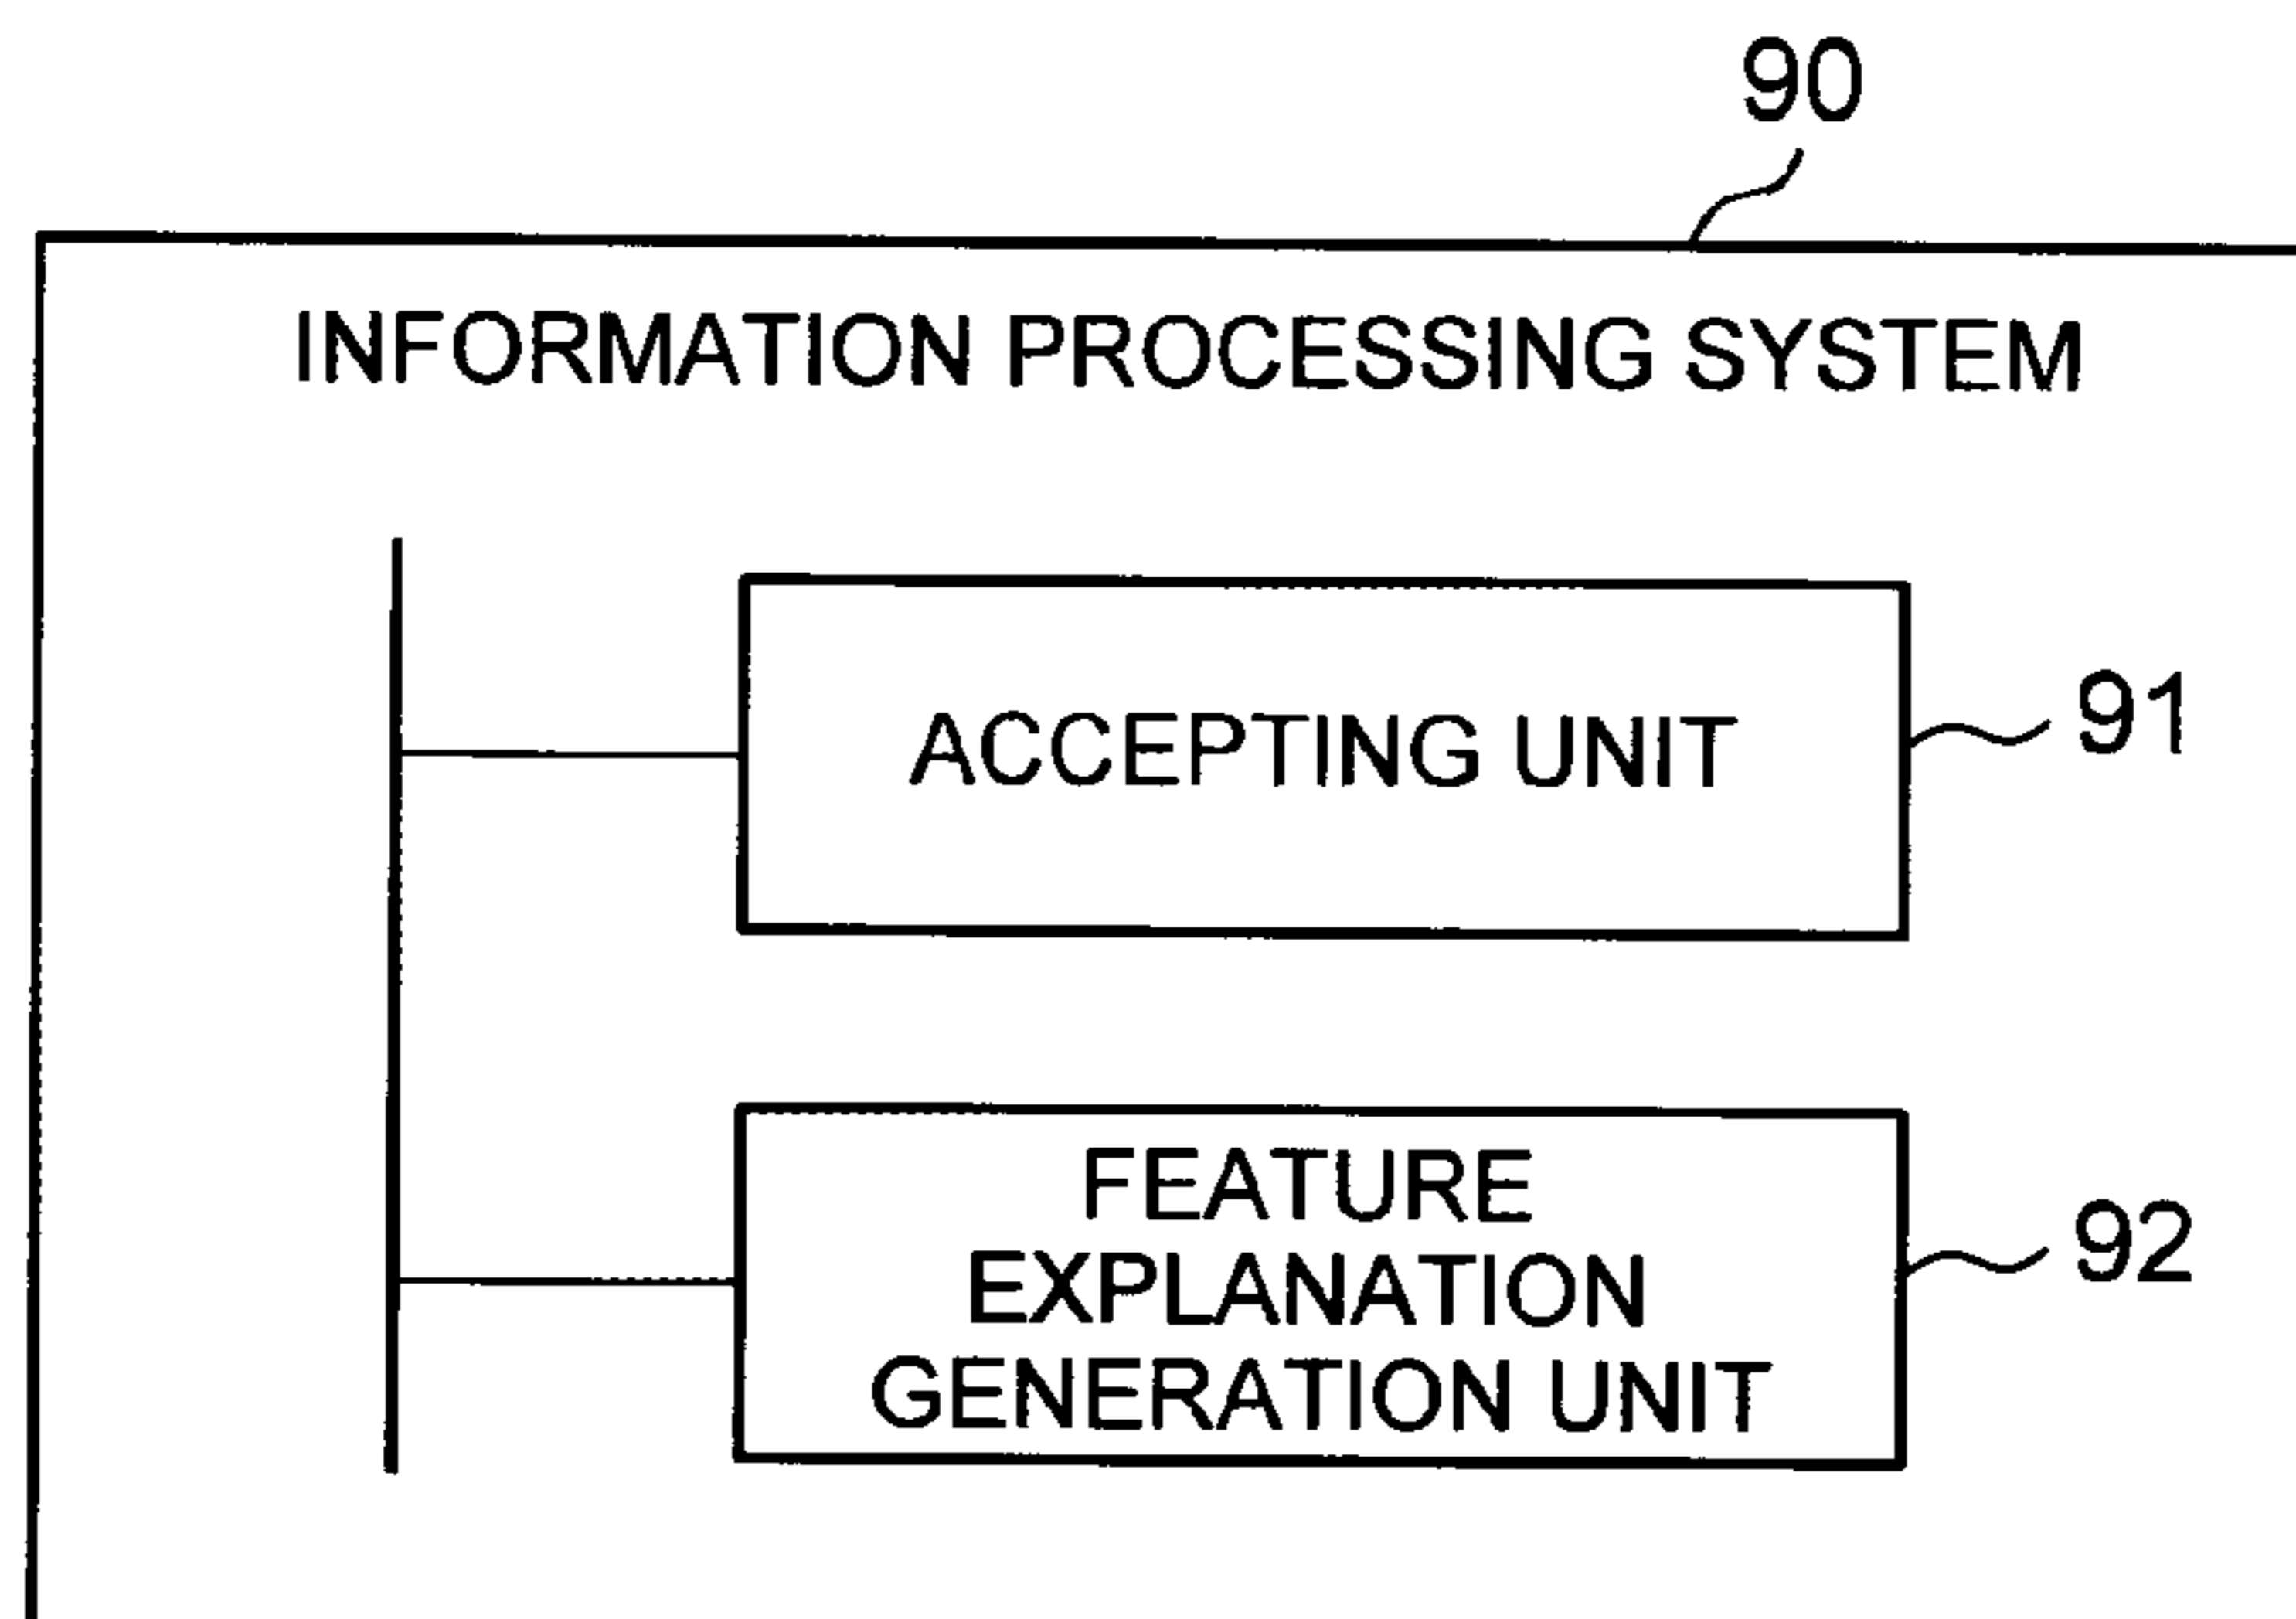 90
INFORMATION PROCESSING SYSTEM
ACCEPTING UNIT
91
FEATURE
EXPLANATION
GENERATION UNIT
92